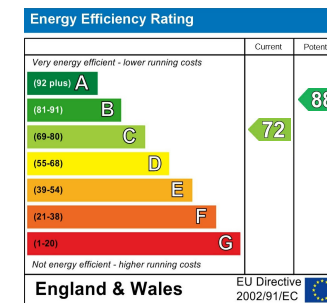 Energy Efficiency Rating
Current
Very energy efficient - lower running costs
(92 plus) A
(81-91) B
88
(69-80) C
72
(55-68) D
(39-54) E
(21-38) F
(1-20) G
Not energy efficient - higher running costs
England & Wales
EU Directive
2002/91/EC